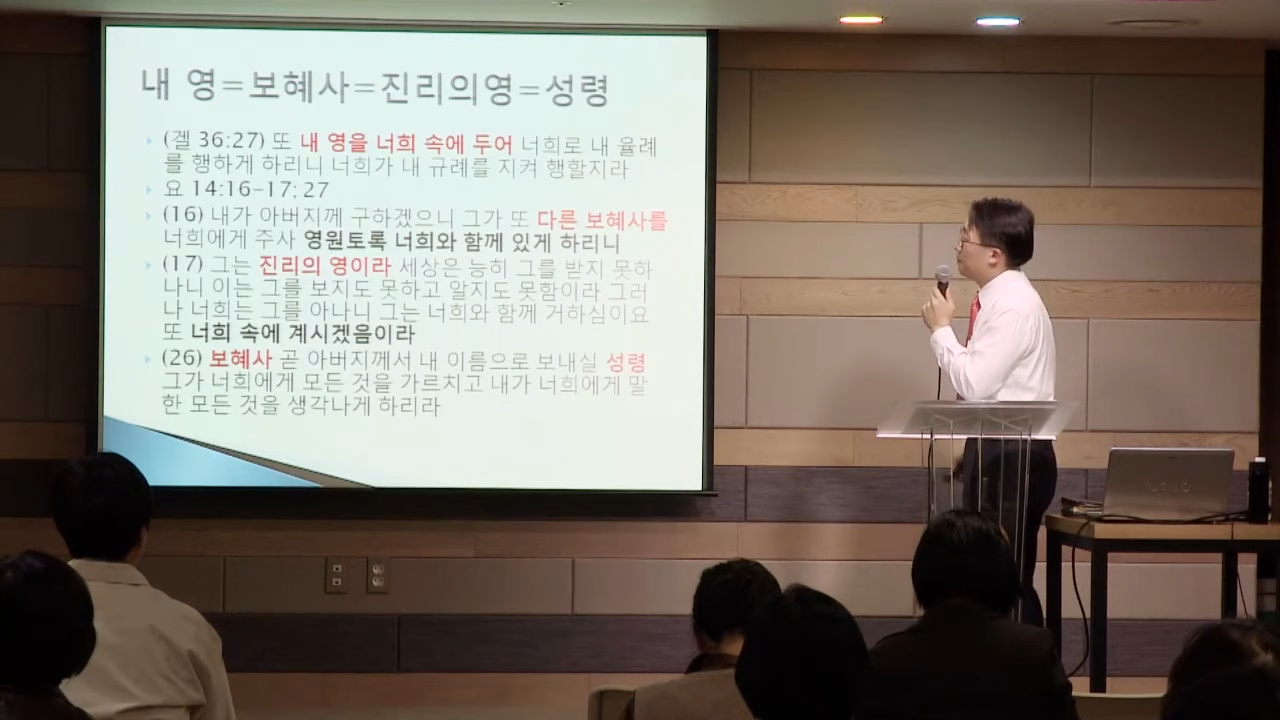 내 영=보혜사=진리의영=성령
(겔 36:27) 또 내 영을 너희 속에 두어 너희로 내 율례
를 행하게 하리니 너희가 내 규례를 지켜 행할지라
요 14:16-17; 27
(16) 내가 아버지께 구하겠으니 그가 또 다른 보혜사를
너희에게 주사 영원토록 너희와 함께 있게 하리니
(17) 그는 진리의 영이라 세상은 능히 그를 받지 못하
나니 이는 그를 보지도 못하고 알지도 못함이라 그러
나 너희는 그를 아나니 그는 너희와 함께 거하심이요
또 너희 속에 계시겠음이라
(26) 보혜사 곧 아버지께서 내 이름으로 보내실 성령
그가 너희에게 모든 것을 가르치고 내가 너희에게 말
한 모든 것을 생각나게 하리라